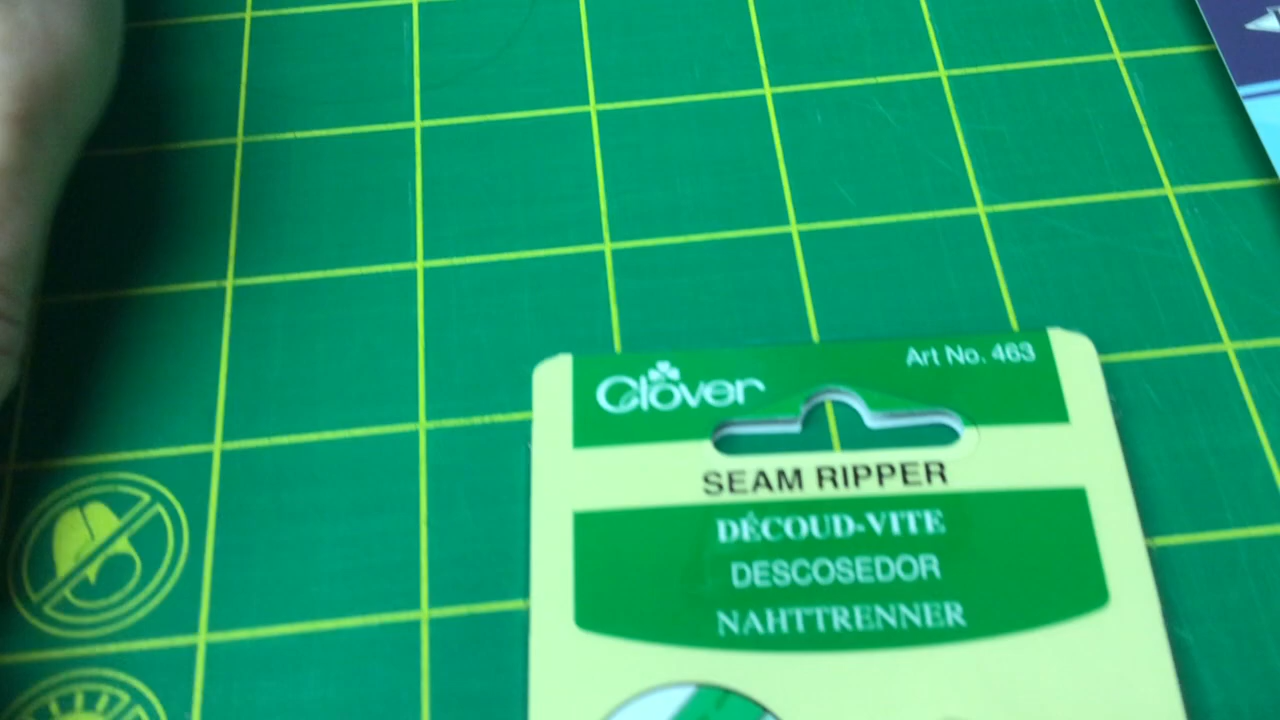 Clover
Art No. 463
SEAM RIPPER
DÉCOUD-VITE
DESCOSEDOR
NAHTTRENNER